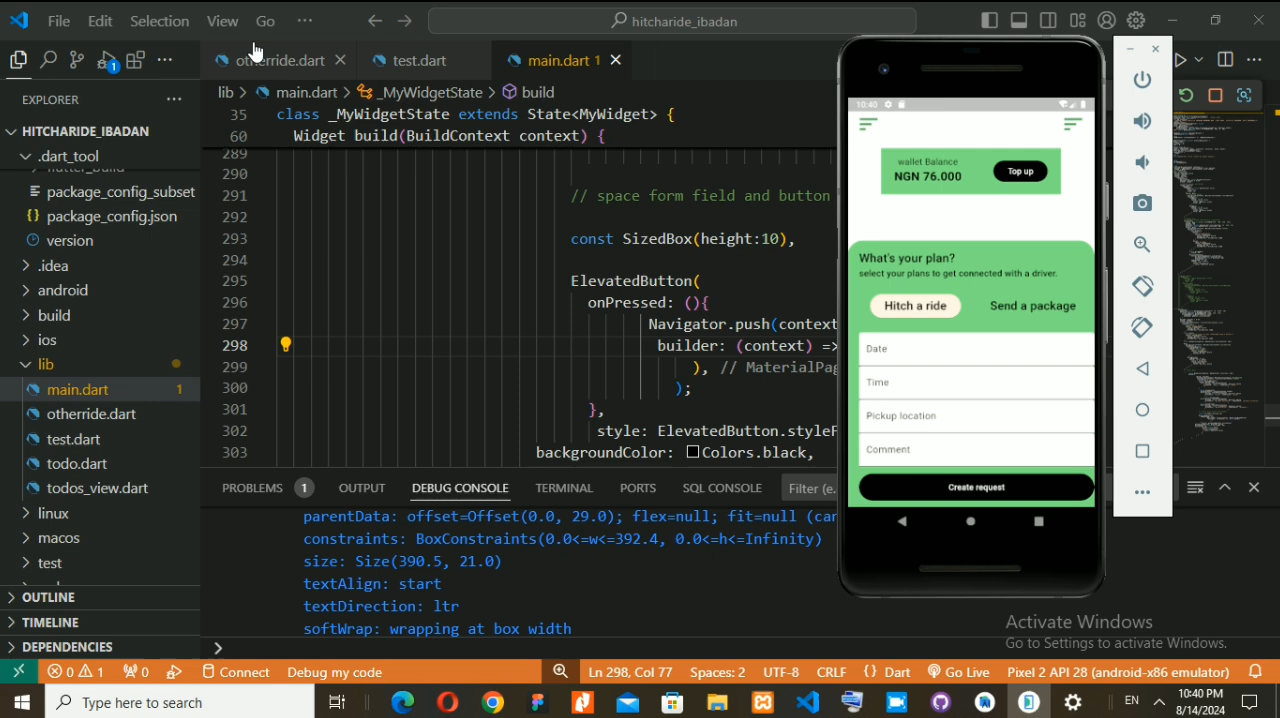 File Edit Selection View Go ··· hitcharide_ibadan
otherride.dart test.dart main.dart 1
EXPLORER
lib > main.dart > _MyWidgetState > build
HITCHARIDE_IBADAN
.dart_tool
flutter_build
package_config_subset
{} package_config.json
version
.idea
android
build
ios
lib
main.dart 1
otherride.dart
test.dart
todo.dart
todos_view.dart
linux
macos
test
OUTLINE
TIMELINE
DEPENDENCIES
35 class _MyWidgetState extends State<MyWidget> {
60 Widget build(BuildContext context) {
289
290
291 // space form field and button
292
293 const SizedBox(height:10),
294
295 ElevatedButton(
296 onPressed: (){
297 Navigator.push(context
298 builder: (context) =>
299 ), // MaterialPag
300 );
301 },
302 style: ElevatedButton.styleF
303 backgroundColor: Colors.black,
PROBLEMS 1 OUTPUT DEBUG CONSOLE TERMINAL PORTS SQL CONSOLE Filter (e.
parentData: offset=Offset(0.0, 29.0); flex=null; fit=null (can
constraints: BoxConstraints(0.0<=w<=392.4, 0.0<=h<=Infinity)
size: Size(390.5, 21.0)
textAlign: start
textDirection: ltr
softWrap: wrapping at box width
10:40
wallet Balance
NGN 76.000
Top up
What's your plan?
select your plans to get connected with a driver.
Hitch a ride Send a package
Date
Time
Pickup location
Comment
Create request
Activate Windows
Go to Settings to activate Windows.
0 1 0 Connect Debug my code Ln 298, Col 77 Spaces: 2 UTF-8 CRLF {} Dart Go Live Pixel 2 API 28 (android-x86 emulator)
Type here to search EN 10:40 PM
8/14/2024